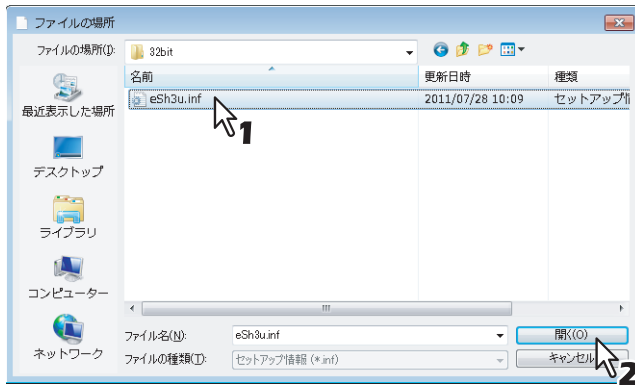 ファイルの場所
ファイルの場所(I):
32bit
名前
更新日時
種類
eSh3u.inf
2011/07/28 10:09
セットアップ情
1
最近表示した場所
デスクトップ
ライブラリ
コンピューター
ネットワーク
ファイル名(N):
eSh3u.inf
開く(O)
ファイルの種類(T):
セットアップ情報 (*.inf)
キャンセル
2